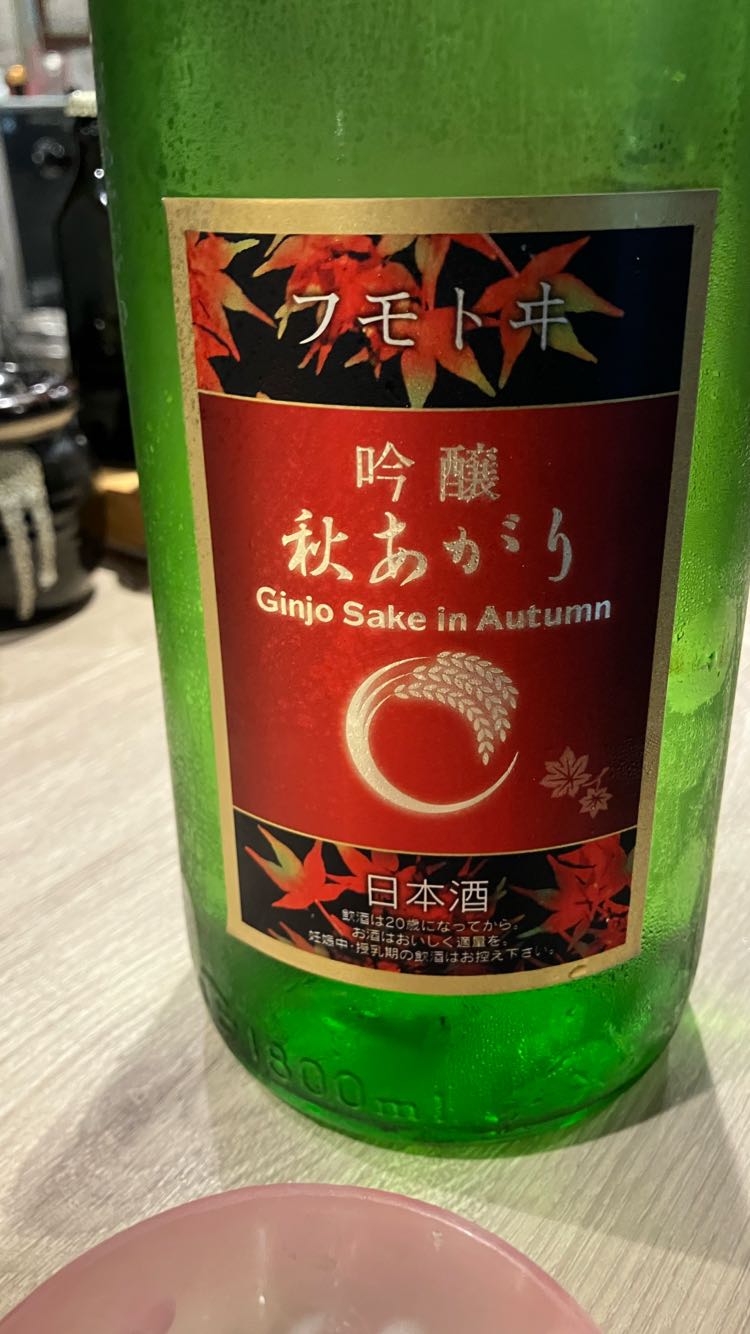 フモトヰ
吟醸
秋あがり
Ginjo Sake in Autumn
日本酒
飲酒は20歳になってから。
お酒はおいしく適量を。
妊娠中・授乳期の飲酒はお控え下さい。
1800ml